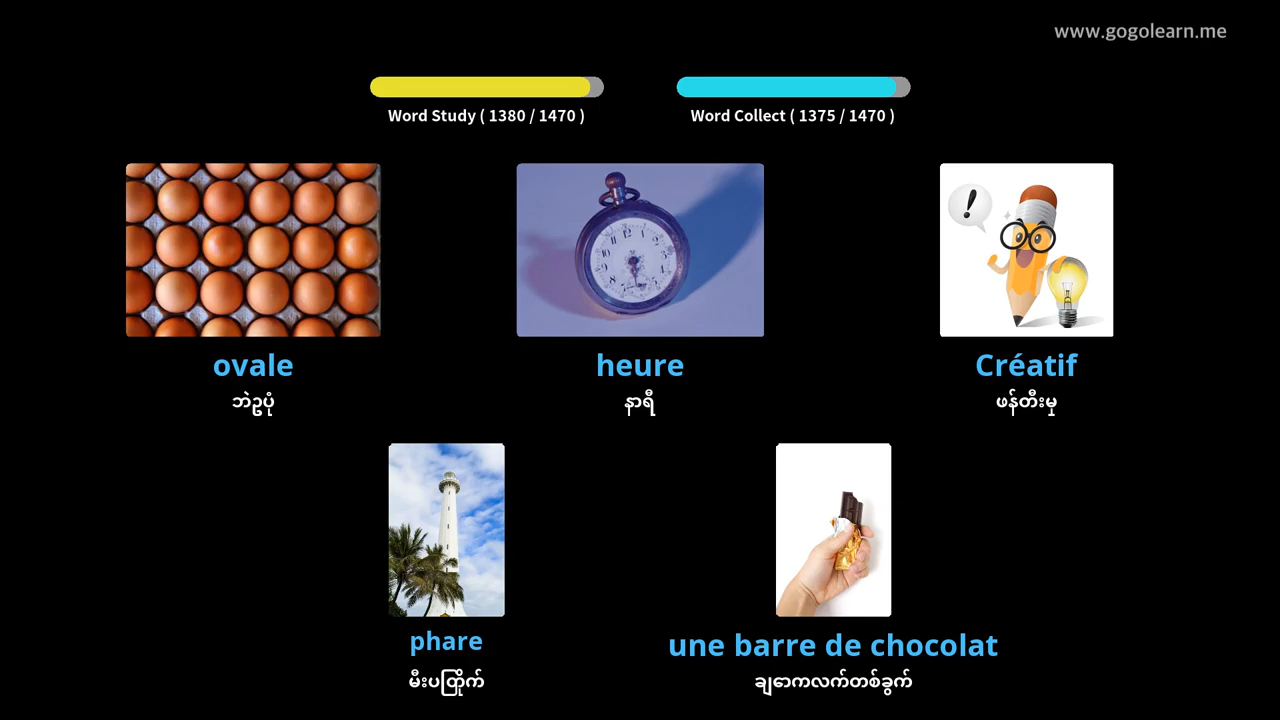 www.gogolearn.me
Word Study ( 1380 / 1470 )
Word Collect ( 1375 / 1470 )
ovale
ဘဲဥပုံ
heure
နာရီ
Créatif
ဖန်တီးမှ
phare
မီးပတြိုက်
une barre de chocolat
ချောကလက်တစ်ခွက်